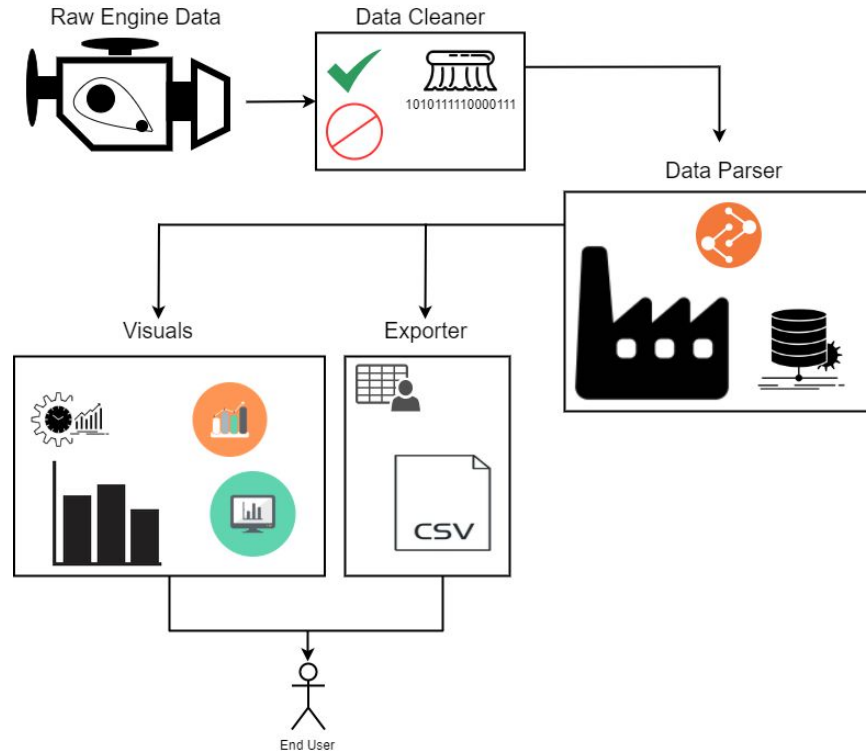 Raw Engine Data
Data Cleaner
1010111110000111
Data Parser
Visuals
Exporter
CSV
End User